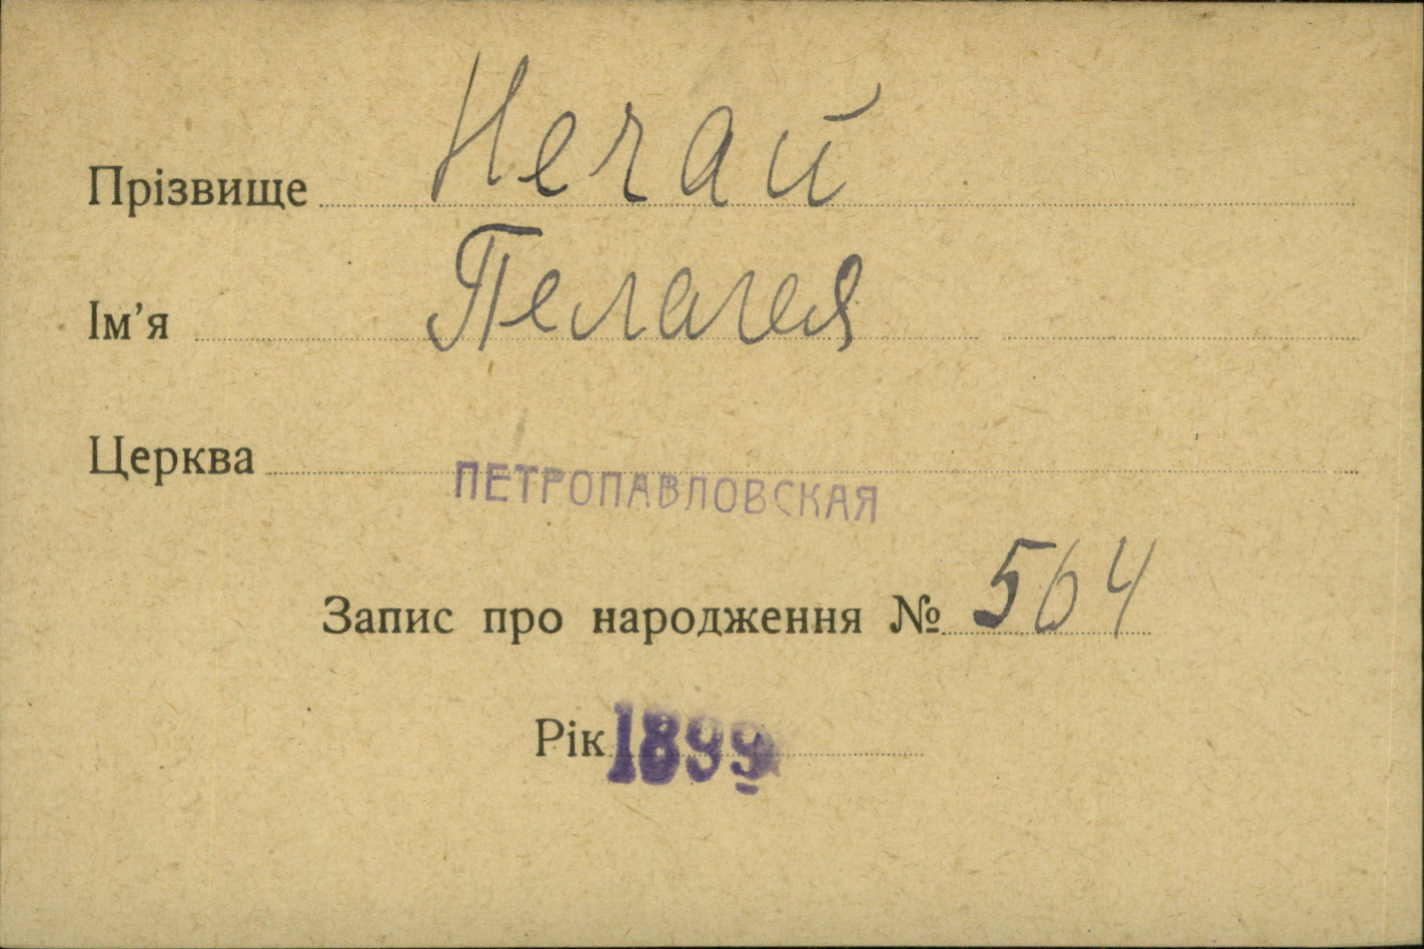 Прізвище Нечай
Ім'я Пелагея
Церква ПЕТРОПАВЛОВСКАЯ
Запис про народження № 564
Рік 1899